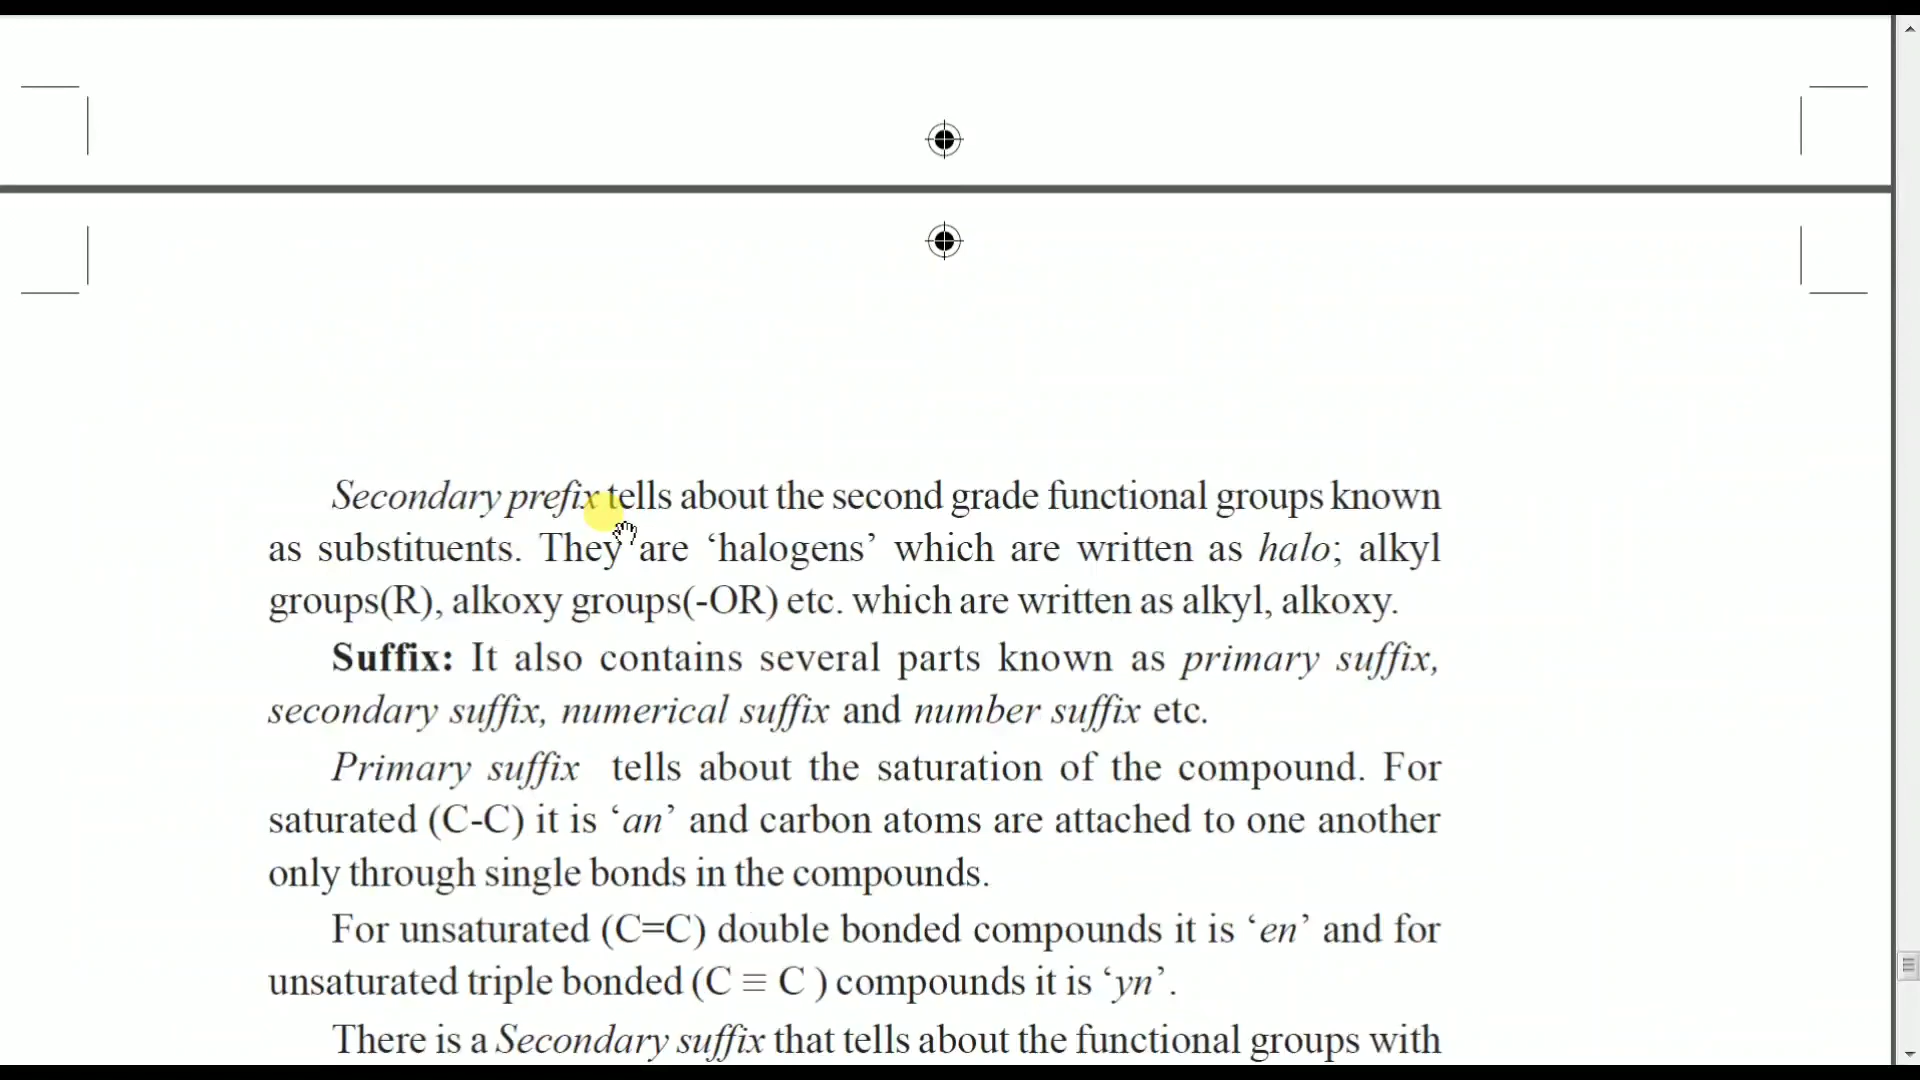 Secondary prefix tells about the second grade functional groups known
as substituents. They are ‘halogens’ which are written as halo; alkyl
groups(R), alkoxy groups(-OR) etc. which are written as alkyl, alkoxy.
Suffix: It also contains several parts known as primary suffix,
secondary suffix, numerical suffix and number suffix etc.
Primary suffix tells about the saturation of the compound. For
saturated (C-C) it is ‘an’ and carbon atoms are attached to one another
only through single bonds in the compounds.
For unsaturated (C=C) double bonded compounds it is ‘en’ and for
unsaturated triple bonded (C ≡ C ) compounds it is ‘yn’.
There is a Secondary suffix that tells about the functional groups with